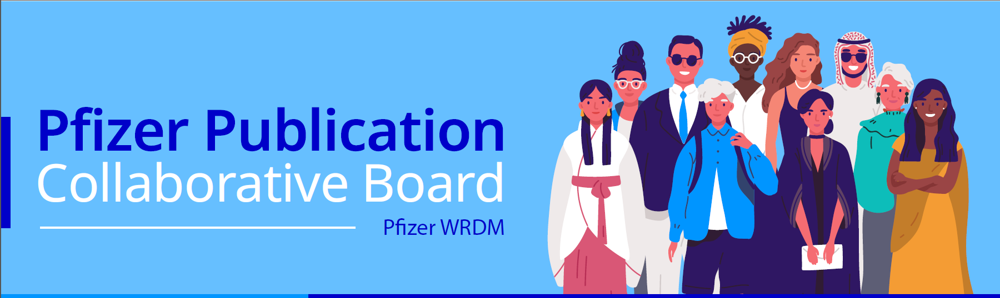 Pfizer Publication
Collaborative Board
Pfizer WRDM